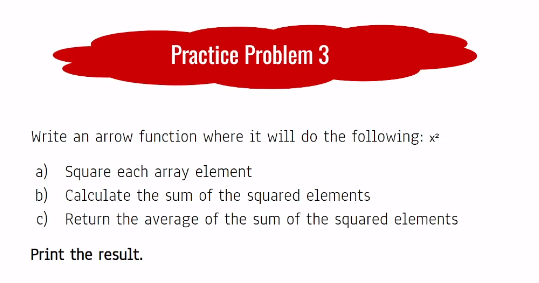 Practice Problem 3
Write an arrow function where it will do the following: x²
a) Square each array element
b) Calculate the sum of the squared elements
c) Return the average of the sum of the squared elements
Print the result.